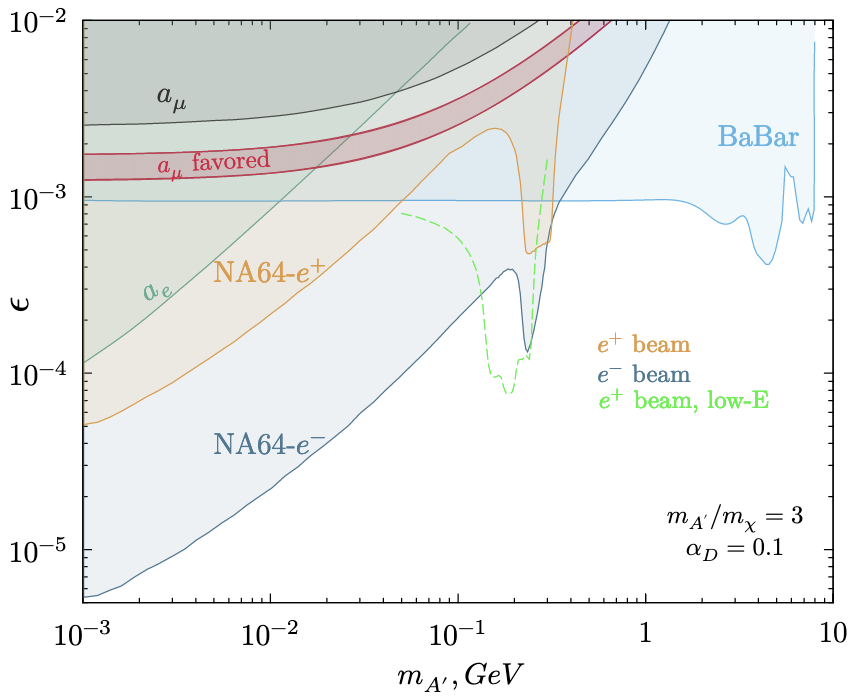 10⁻²
a_μ
BaBar
a_μ favored
10⁻³
NA64-e⁺
a_e
ϵ
e⁺ beam
10⁻⁴
e⁻ beam
e⁺ beam, low-E
NA64-e⁻
m_A′/m_χ = 3
10⁻⁵
α_D = 0.1
10⁻³ 10⁻² 10⁻¹ 1 10
m_A′, GeV